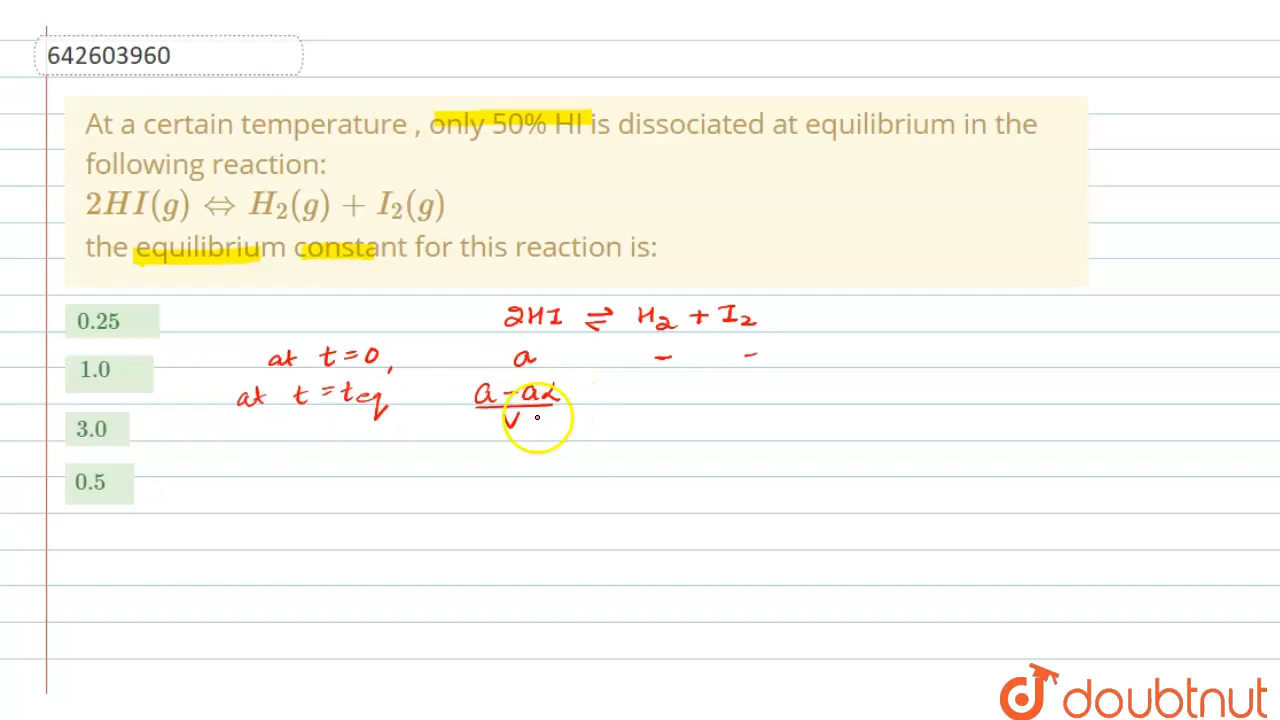 642603960
At a certain temperature , only 50% HI is dissociated at equilibrium in the
following reaction:
2HI(g) ⇔ H₂(g) + I₂(g)
the equilibrium constant for this reaction is:
0.25
1.0
3.0
0.5
2HI ⇌ H₂ + I₂
at t=0, a - -
at t=teq a-aα
V
doubtnut